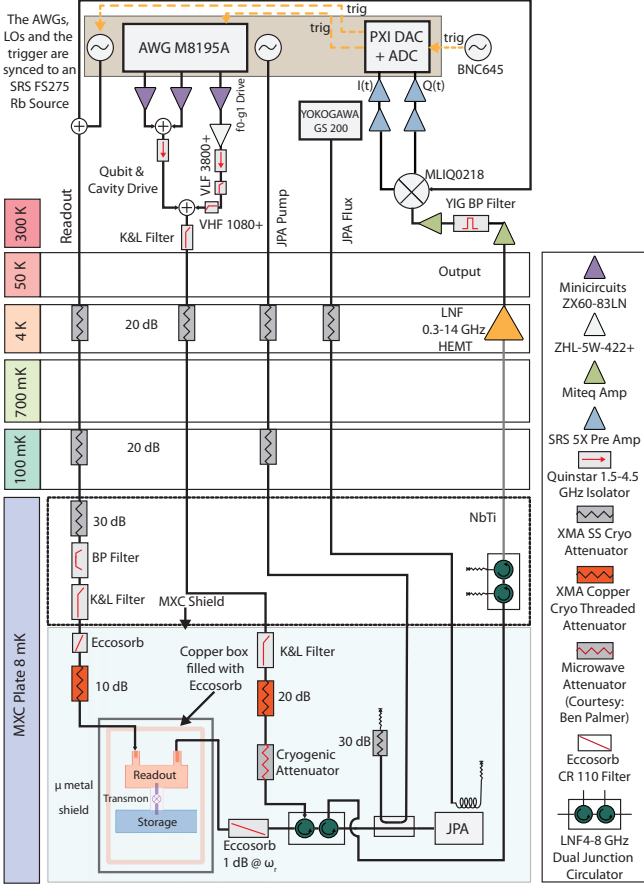 The AWGs,
LOs and the
trigger are
synced to an
SRS FS275
Rb Source
AWG M8195A
trig
trig
PXI DAC
+ ADC
trig
BNC645
I(t)
Q(t)
f0-g1 Drive
YOKOGAWA
GS 200
MLIQ0218
YIG BP Filter
VLF 3800+
Qubit &
Cavity Drive
VHF 1080+
K&L Filter
Readout
JPA Pump
JPA Flux
300 K
50 K
Output
4 K
20 dB
LNF
0.3-14 GHz
HEMT
700 mK
100 mK
20 dB
MXC Plate 8 mK
30 dB
NbTi
BP Filter
K&L Filter
MXC Shield
Eccosorb
Copper box
filled with
Eccosorb
K&L Filter
10 dB
20 dB
30 dB
Cryogenic
Attenuator
μ metal
shield
Readout
Transmon
Storage
Eccosorb
1 dB @ ωr
JPA
Minicircuits
ZX60-83LN
ZHL-5W-422+
Miteq Amp
SRS 5X Pre Amp
Quinstar 1.5-4.5
GHz Isolator
XMA SS Cryo
Attenuator
XMA Copper
Cryo Threaded
Attenuator
Microwave
Attenuator
(Courtesy:
Ben Palmer)
Eccosorb
CR 110 Filter
LNF4-8 GHz
Dual Junction
Circulator